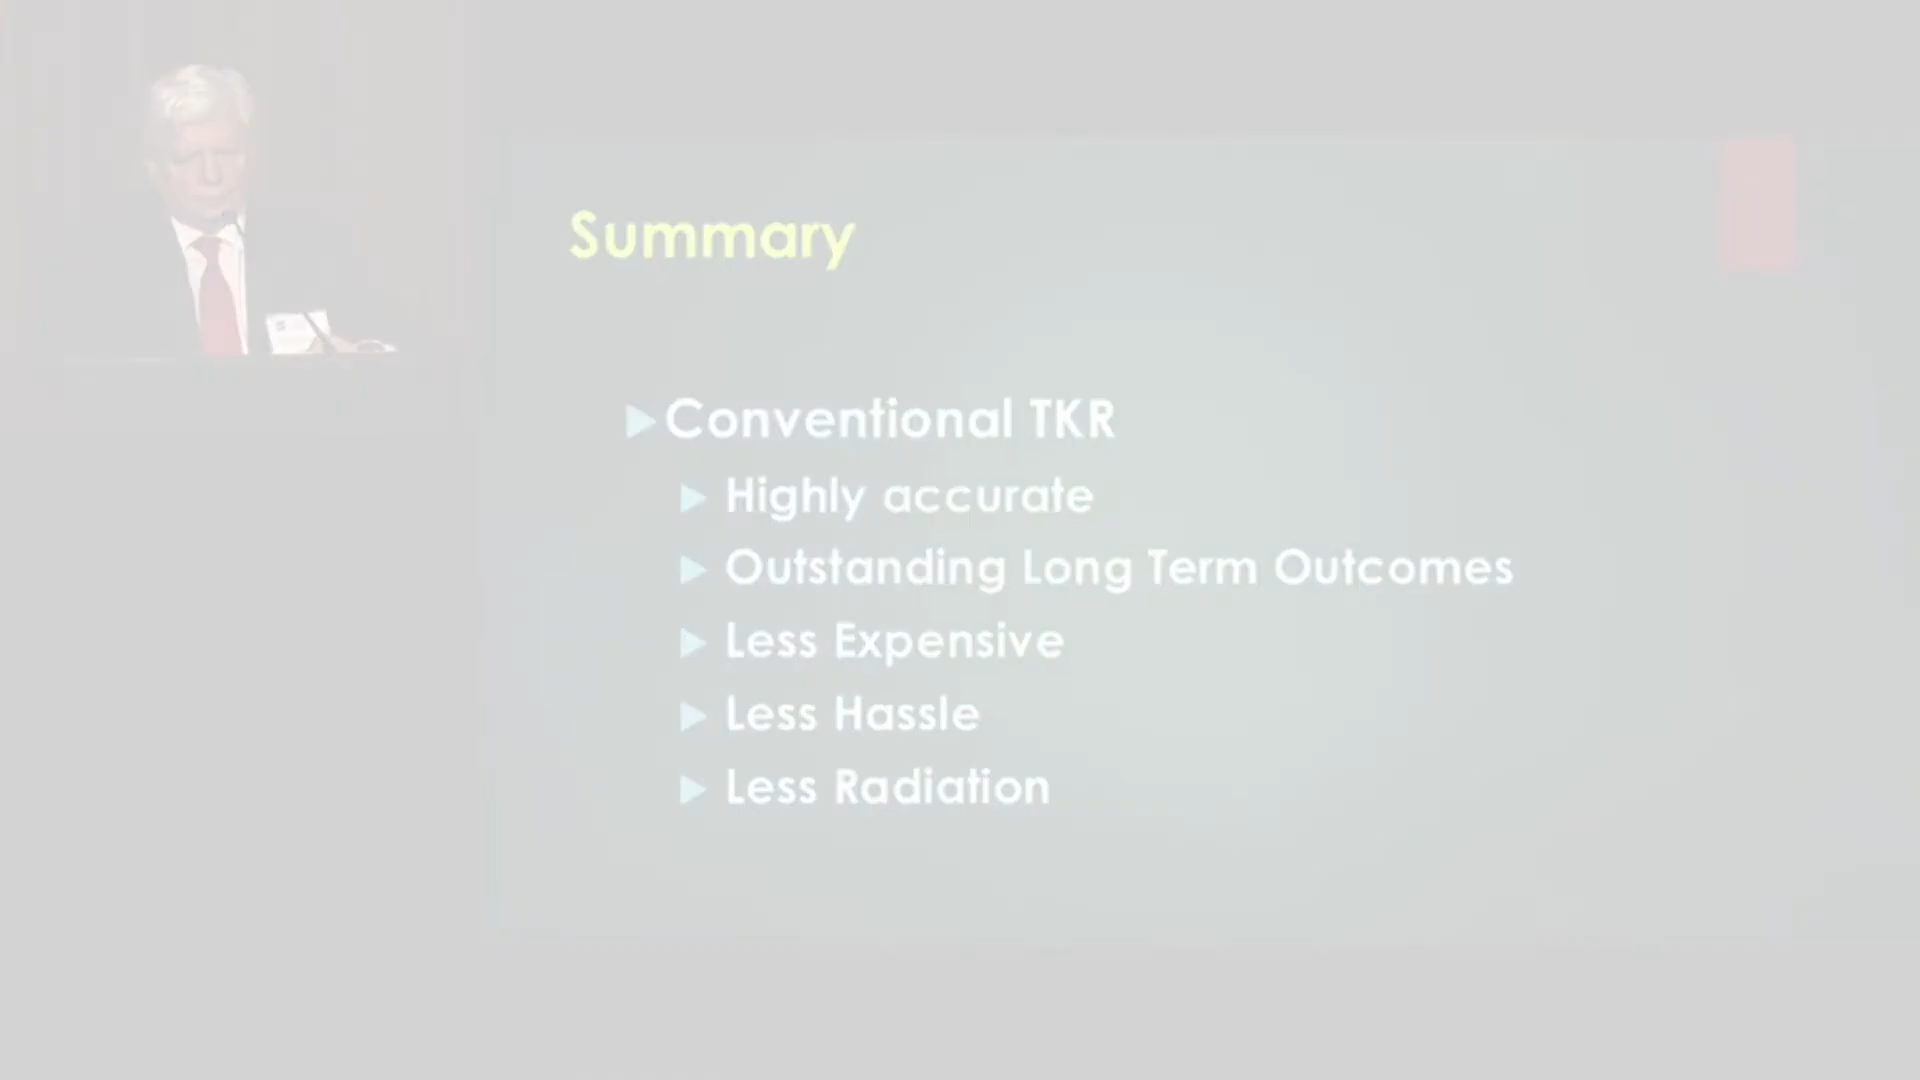 Summary
Conventional TKR
Highly accurate
Outstanding Long Term Outcomes
Less Expensive
Less Hassle
Less Radiation